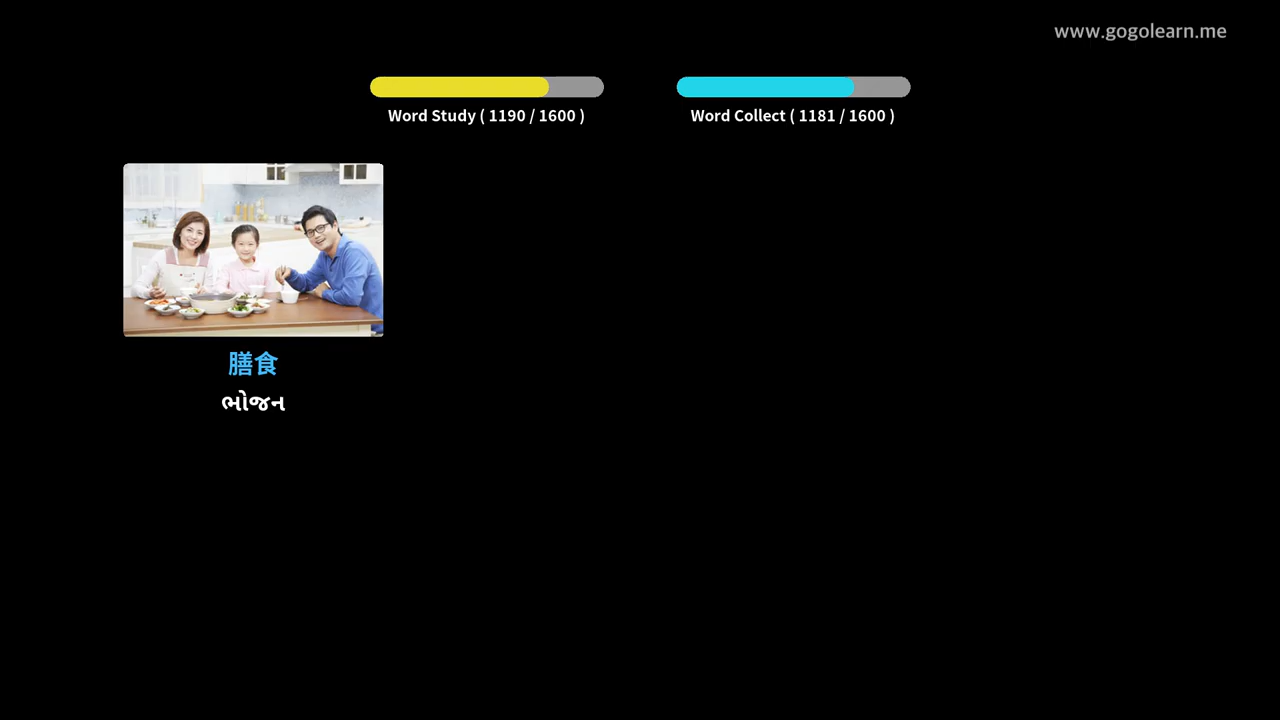 www.gogolearn.me
Word Study ( 1190 / 1600 )
Word Collect ( 1181 / 1600 )
膳食
ભોજન